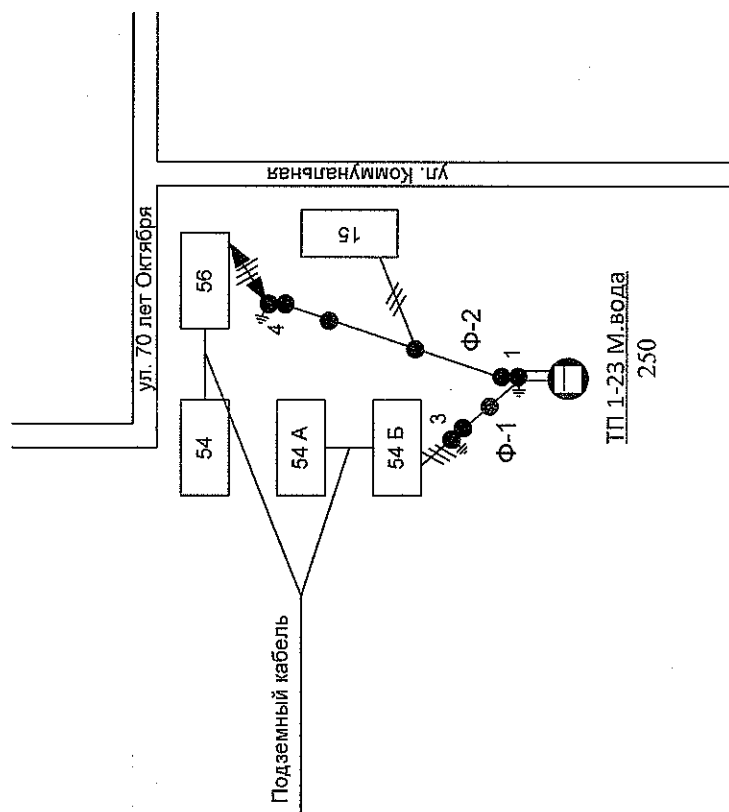 ул. 70 лет Октября
ул. Коммунальная
54
56
54 А
54 Б
15
4
3
1
Ф-2
Ф-1
Подземный кабель
ТП 1-23 М.вода
250